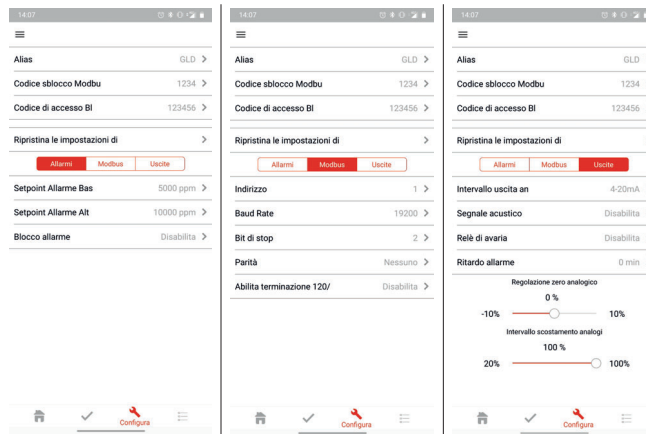 14:07
Alias GLD
Codice sblocco Modbu 1234
Codice di accesso Bl 123456
Ripristina le impostazioni di
Allarmi Modbus Uscite
Setpoint Allarme Bas 5000 ppm
Setpoint Allarme Alt 10000 ppm
Blocco allarme Disabilita
Configura
14:07
Alias GLD
Codice sblocco Modbu 1234
Codice di accesso Bl 123456
Ripristina le impostazioni di
Allarmi Modbus Uscite
Indirizzo 1
Baud Rate 19200
Bit di stop 2
Parità Nessuno
Abilita terminazione 120/ Disabilita
Configura
14:07
Alias GLD
Codice sblocco Modbu 1234
Codice di accesso Bl 123456
Ripristina le impostazioni di
Allarmi Modbus Uscite
Intervallo uscita an 4-20mA
Segnale acustico Disabilita
Relè di avaria Disabilita
Ritardo allarme 0 min
Regolazione zero analogico
0 %
-10% 10%
Intervallo scostamento analogi
100 %
20% 100%
Configura